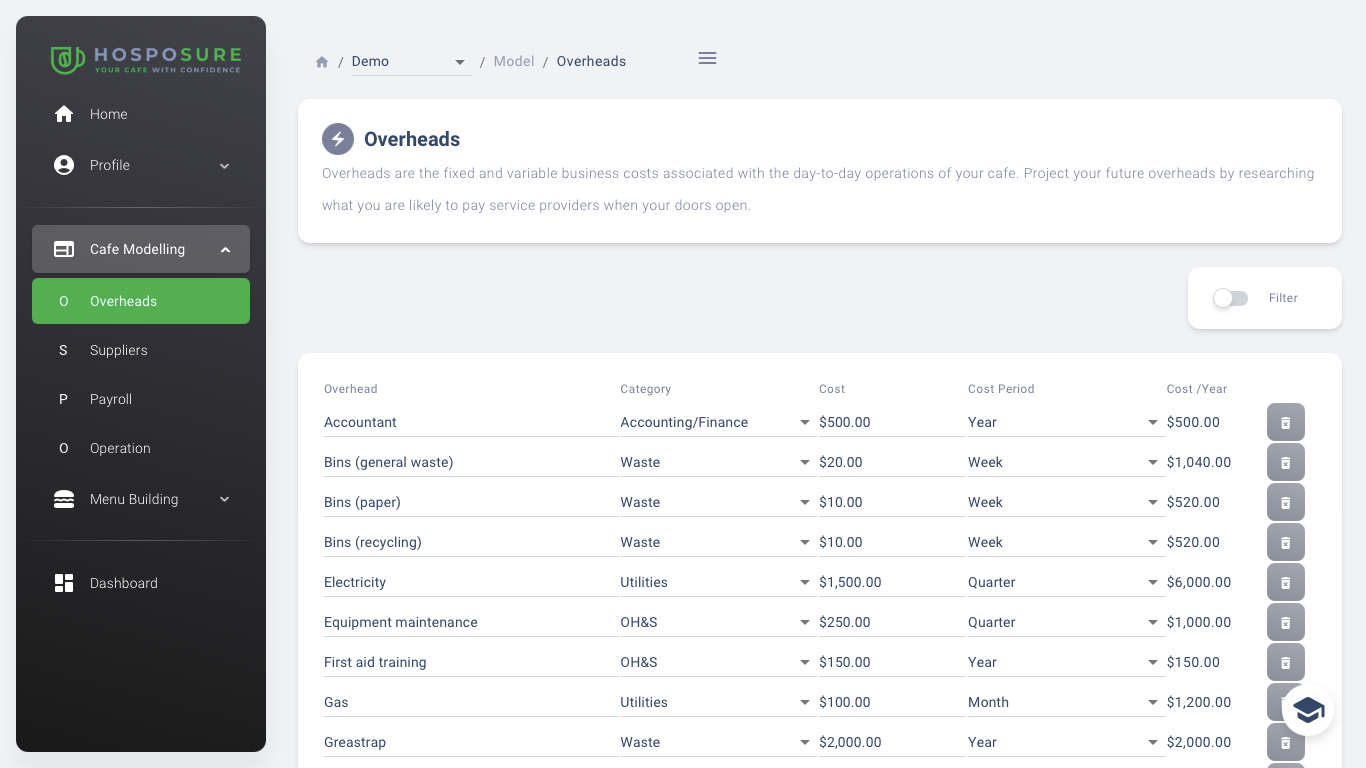 HOSPOSURE
YOUR CAFE WITH CONFIDENCE
Home
Profile
Cafe Modelling
O Overheads
S Suppliers
P Payroll
O Operation
Menu Building
Dashboard
/ Demo / Model / Overheads
Overheads
Overheads are the fixed and variable business costs associated with the day-to-day operations of your cafe. Project your future overheads by researching
what you are likely to pay service providers when your doors open.
Filter
Overhead Category Cost Cost Period Cost /Year
Accountant Accounting/Finance $500.00 Year $500.00
Bins (general waste) Waste $20.00 Week $1,040.00
Bins (paper) Waste $10.00 Week $520.00
Bins (recycling) Waste $10.00 Week $520.00
Electricity Utilities $1,500.00 Quarter $6,000.00
Equipment maintenance OH&S $250.00 Quarter $1,000.00
First aid training OH&S $150.00 Year $150.00
Gas Utilities $100.00 Month $1,200.00
Greastrap Waste $2,000.00 Year $2,000.00